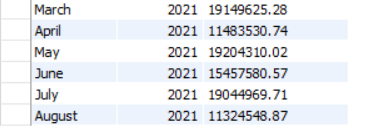 March 2021 19149625.28
April 2021 11483530.74
May 2021 19204310.02
June 2021 15457580.57
July 2021 19044969.71
August 2021 11324548.87